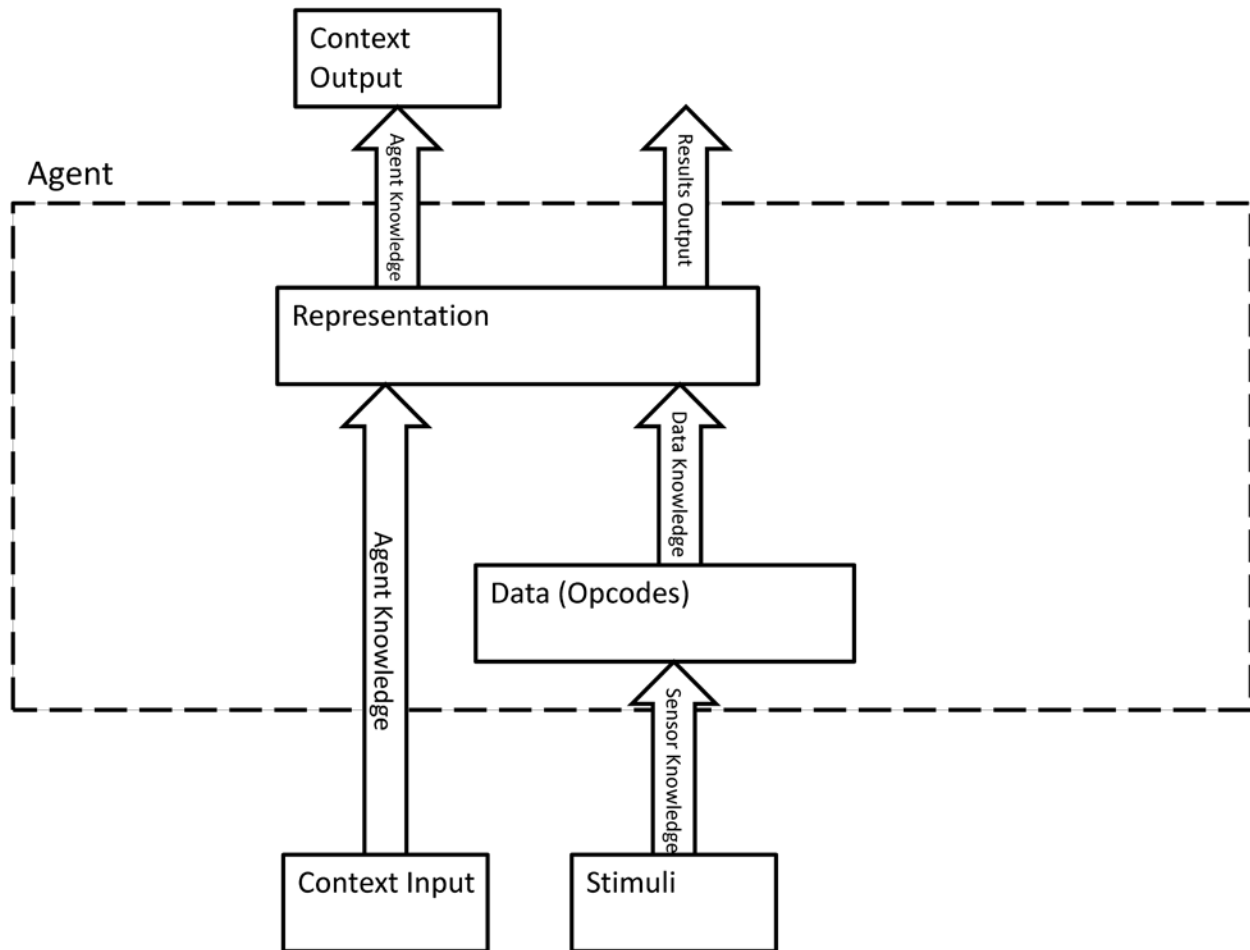 Context
Output
Agent Knowledge
Results Output
Agent
Representation
Agent Knowledge
Data Knowledge
Data (Opcodes)
Sensor Knowledge
Context Input
Stimuli